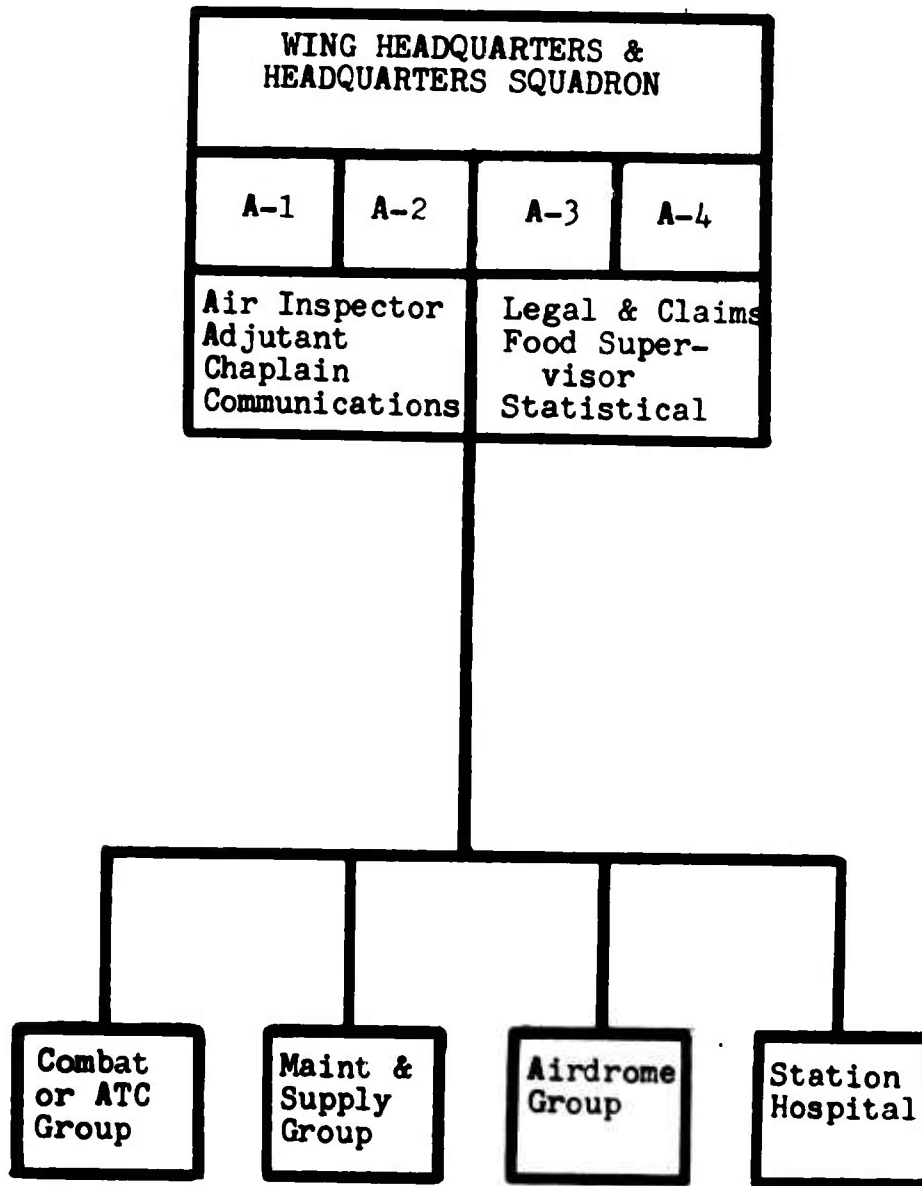 WING HEADQUARTERS &
HEADQUARTERS SQUADRON
A-1
A-2
A-3
A-4
Air Inspector
Adjutant
Chaplain
Communications
Legal & Claims
Food Super-
visor
Statistical
Combat
or ATC
Group
Maint &
Supply
Group
Airdrome
Group
Station
Hospital